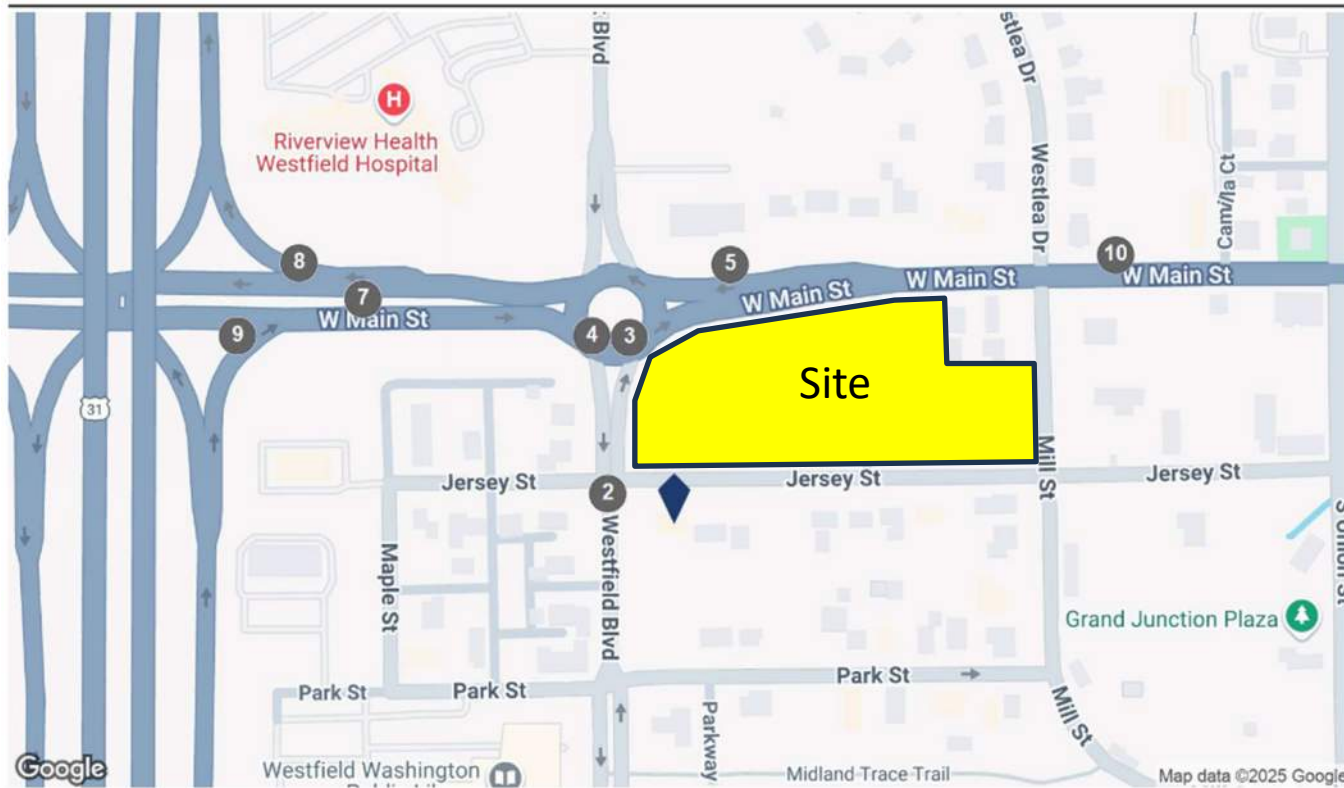 Blvd
stlea Dr
H
Riverview Health
Westfield Hospital
Westlea Dr
Camilla Ct
8
5
10
W Main St
W Main St
W Main St
7
W Main St
9
4
3
Site
31
Jersey St
Jersey St
Mill St
Jersey St
2
Maple St
Westfield Blvd
Grand Junction Plaza
Park St
Park St
Park St
Parkway
Mill St
Google
Westfield Washington
Midland Trace Trail
Map data ©2025 Google